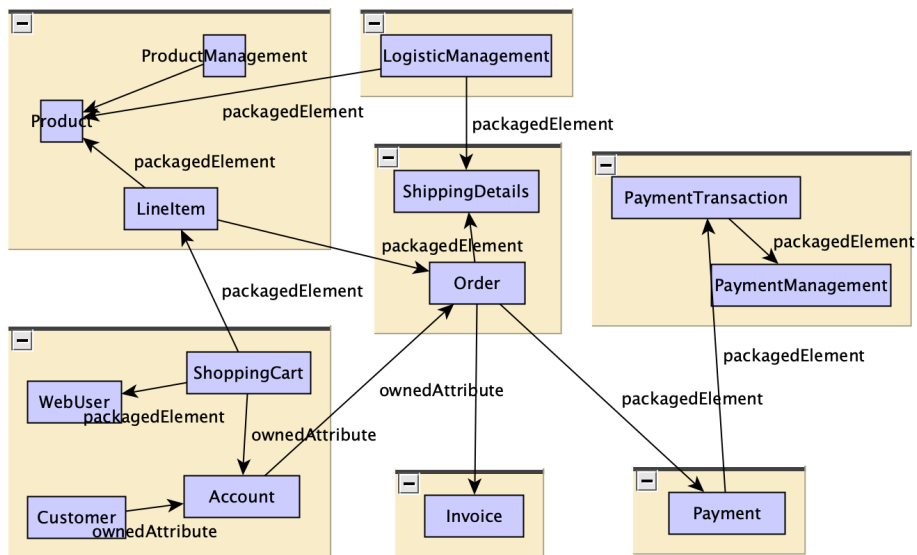 ProductManagement
LogisticManagement
Product
packagedElement
packagedElement
packagedElement
ShippingDetails
PaymentTransaction
LineItem
packagedElement
packagedElement
Order
PaymentManagement
packagedElement
packagedElement
ShoppingCart
WebUser
packagedElement
ownedAttribute
packagedElement
ownedAttribute
Account
Customer
ownedAttribute
Invoice
Payment